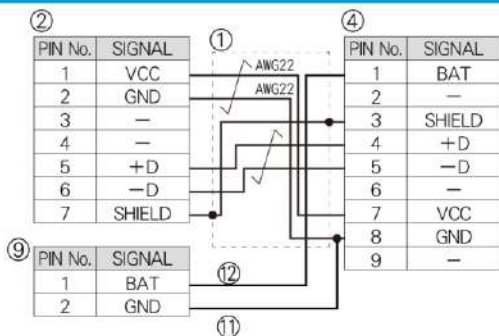 ② ① ④
PIN No. SIGNAL
1 VCC
2 GND
3 —
4 —
5 +D
6 —D
7 SHIELD
AWG22
AWG22
PIN No. SIGNAL
1 BAT
2 —
3 SHIELD
4 +D
5 —D
6 -
7 VCC
8 GND
9 —
⑨
PIN No. SIGNAL
1 BAT
2 GND
⑫
⑪